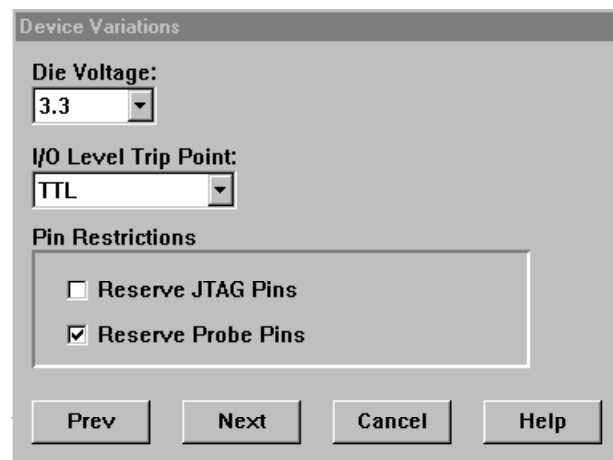 Device Variations
Die Voltage:
3.3
I/O Level Trip Point:
TTL
Pin Restrictions
Reserve JTAG Pins
Reserve Probe Pins
Prev Next Cancel Help